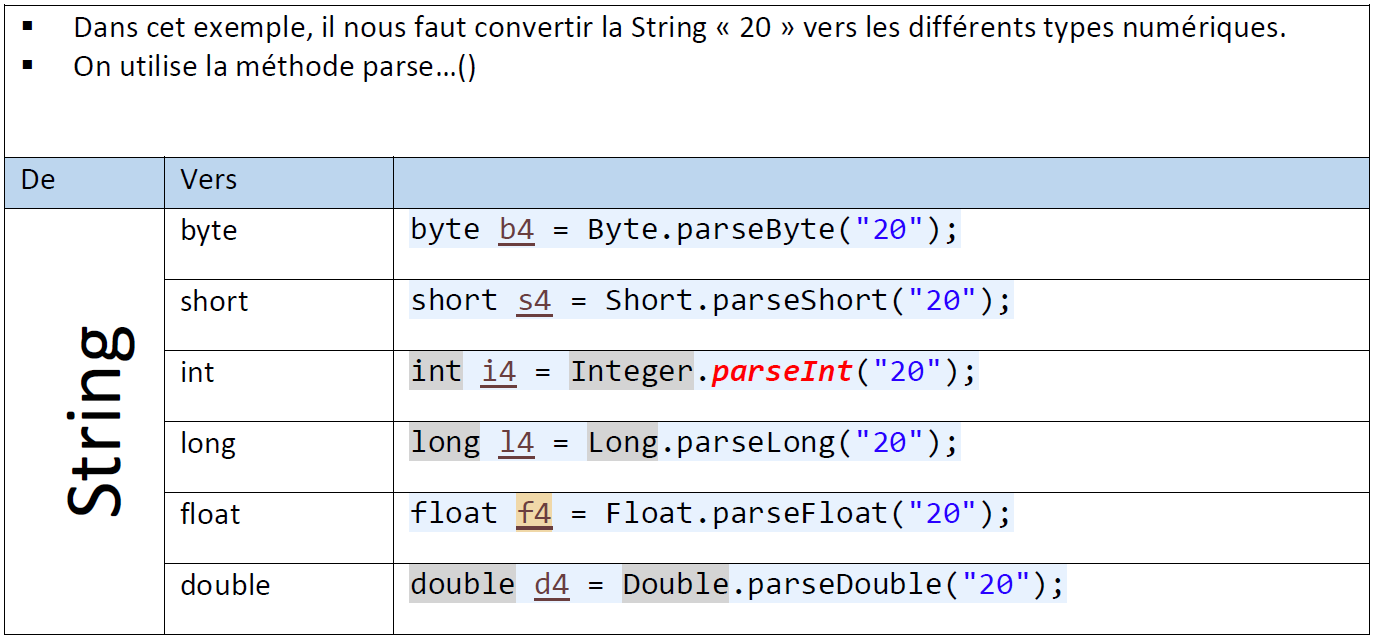 ▪ Dans cet exemple, il nous faut convertir la String « 20 » vers les différents types numériques.
▪ On utilise la méthode parse…()
De Vers
String
byte byte b4 = Byte.parseByte("20");
short short s4 = Short.parseShort("20");
int int i4 = Integer.parseInt("20");
long long l4 = Long.parseLong("20");
float float f4 = Float.parseFloat("20");
double double d4 = Double.parseDouble("20");